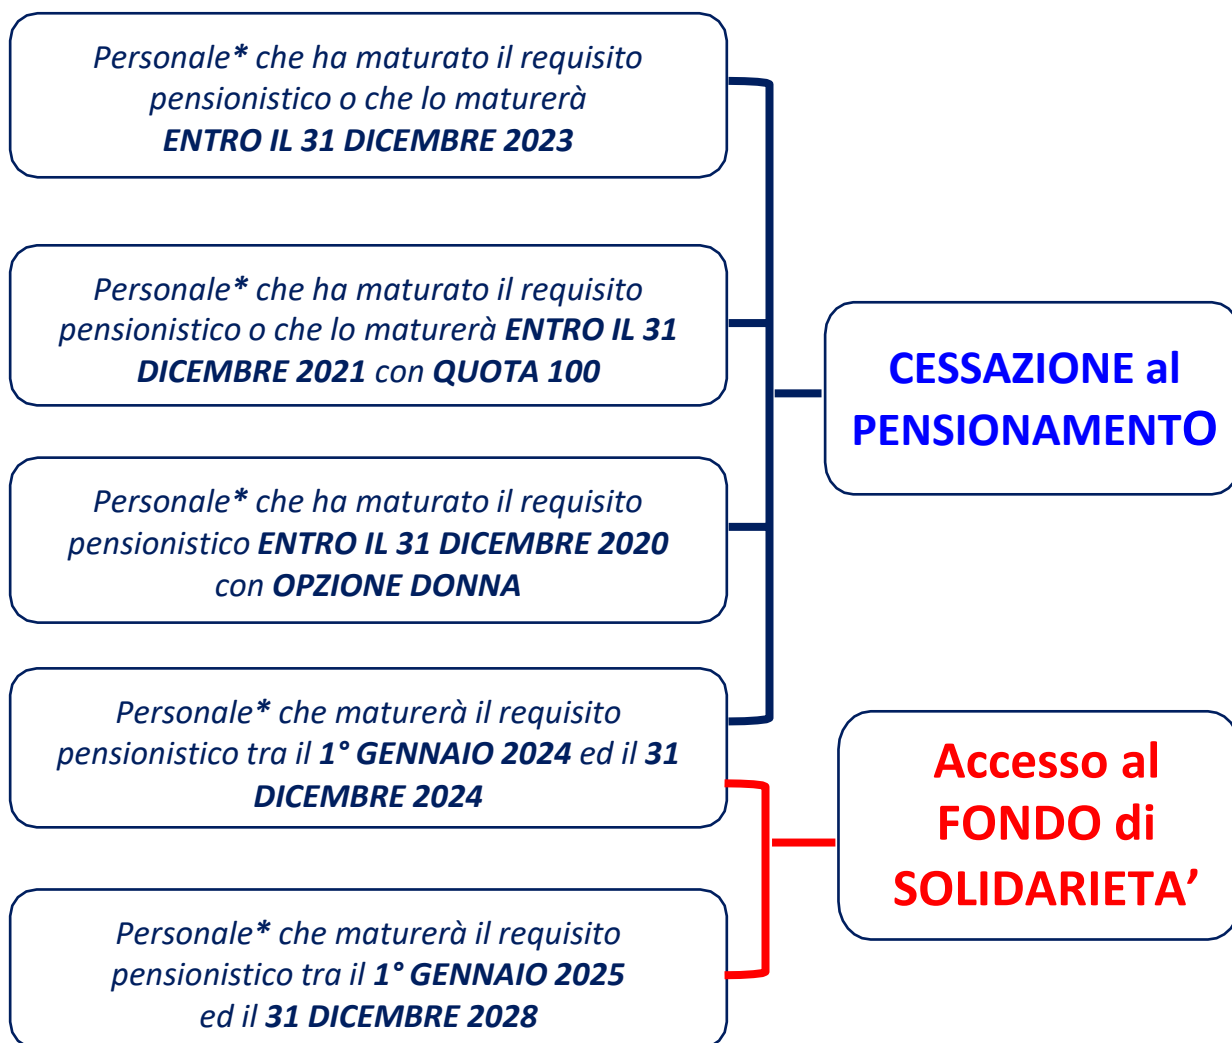 Personale* che ha maturato il requisito
pensionistico o che lo maturerà
ENTRO IL 31 DICEMBRE 2023
Personale* che ha maturato il requisito
pensionistico o che lo maturerà ENTRO IL 31
DICEMBRE 2021 con QUOTA 100
CESSAZIONE al
PENSIONAMENTO
Personale* che ha maturato il requisito
pensionistico ENTRO IL 31 DICEMBRE 2020
con OPZIONE DONNA
Personale* che maturerà il requisito
pensionistico tra il 1° GENNAIO 2024 ed il 31
DICEMBRE 2024
Accesso al
FONDO di
SOLIDARIETA’
Personale* che maturerà il requisito
pensionistico tra il 1° GENNAIO 2025
ed il 31 DICEMBRE 2028